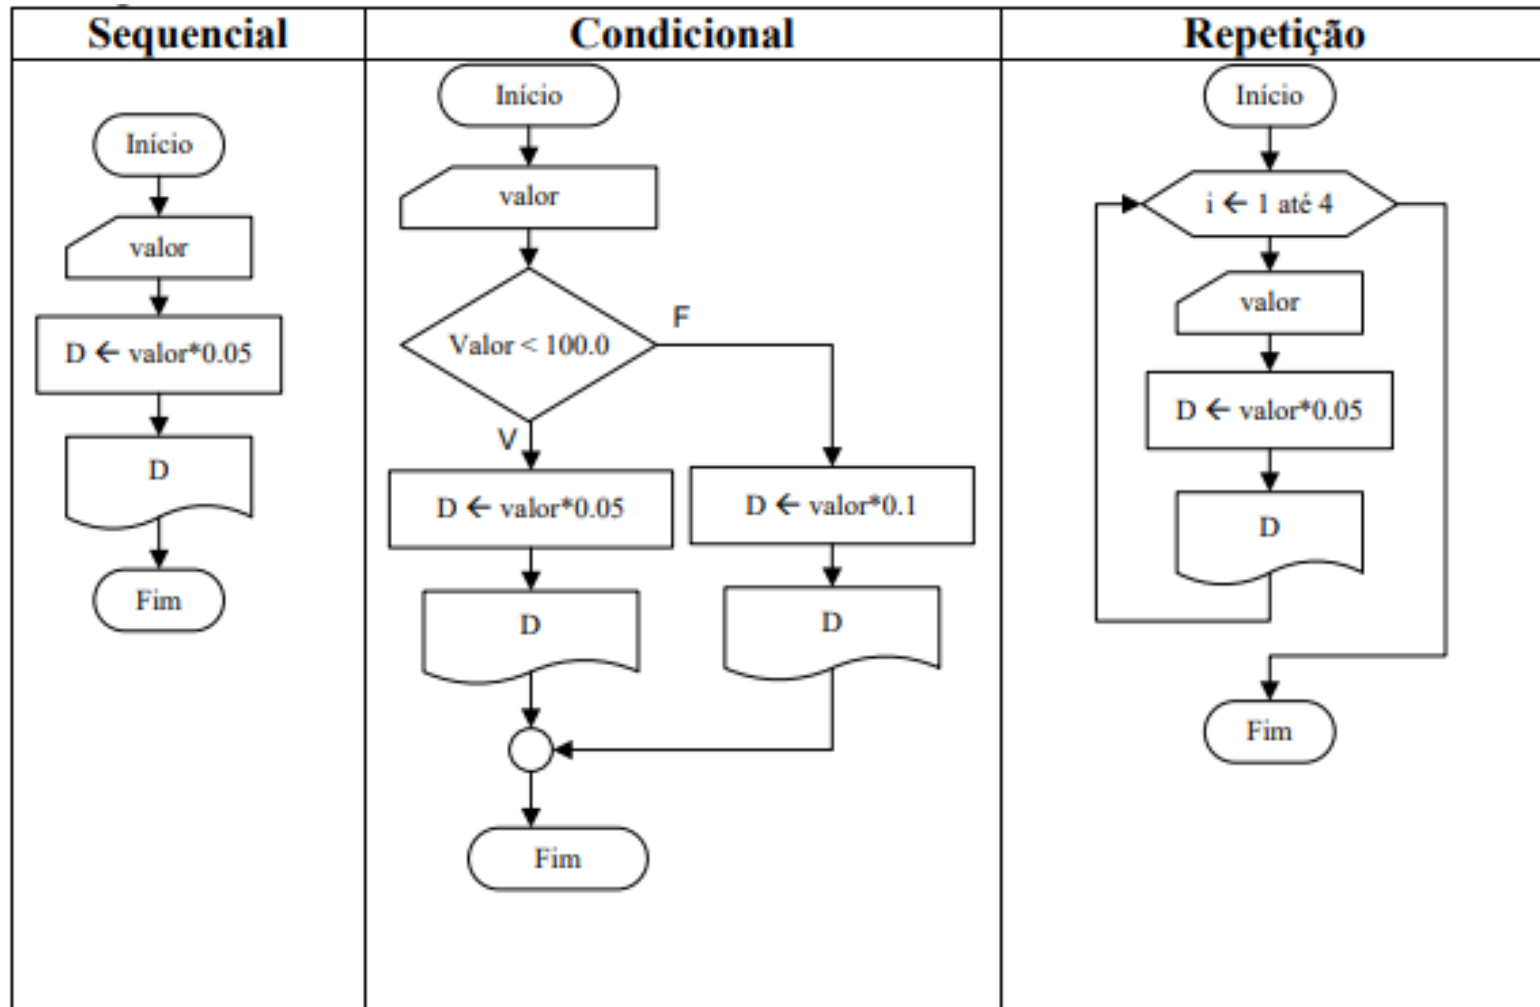 Sequencial
Início
valor
D ← valor*0.05
D
Fim
Condicional
Início
valor
Valor < 100.0
F
V
D ← valor*0.05
D ← valor*0.1
D
D
Fim
Repetição
Início
i ← 1 até 4
valor
D ← valor*0.05
D
Fim